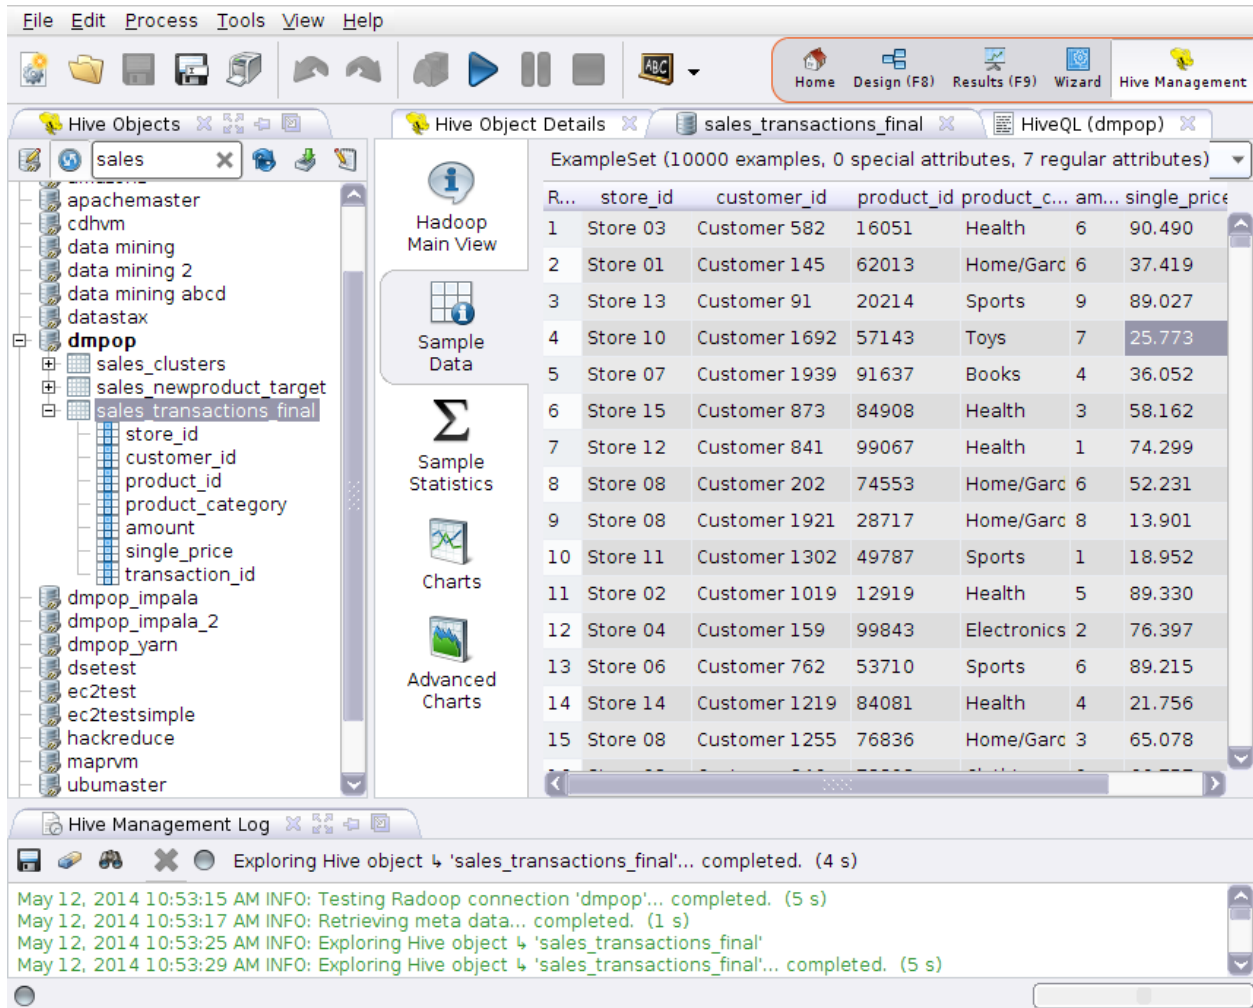 File Edit Process Tools View Help
ABC
Home Design (F8) Results (F9) Wizard Hive Management
Hive Objects
sales
apachemaster
cdhvm
data mining
data mining 2
data mining abcd
datastax
dmpop
sales_clusters
sales_newproduct_target
sales_transactions_final
store_id
customer_id
product_id
product_category
amount
single_price
transaction_id
dmpop_impala
dmpop_impala_2
dmpop_yarn
dsetest
ec2test
ec2testsimple
hackreduce
maprvm
ubumaster
Hive Object Details sales_transactions_final HiveQL (dmpop)
Hadoop
Main View
Sample
Data
Sample
Statistics
Charts
Advanced
Charts
ExampleSet (10000 examples, 0 special attributes, 7 regular attributes)
R... store_id customer_id product_id product_c... am... single_price
1 Store 03 Customer 582 16051 Health 6 90.490
2 Store 01 Customer 145 62013 Home/Gard 6 37.419
3 Store 13 Customer 91 20214 Sports 9 89.027
4 Store 10 Customer 1692 57143 Toys 7 25.773
5 Store 07 Customer 1939 91637 Books 4 36.052
6 Store 15 Customer 873 84908 Health 3 58.162
7 Store 12 Customer 841 99067 Health 1 74.299
8 Store 08 Customer 202 74553 Home/Gard 6 52.231
9 Store 08 Customer 1921 28717 Home/Gard 8 13.901
10 Store 11 Customer 1302 49787 Sports 1 18.952
11 Store 02 Customer 1019 12919 Health 5 89.330
12 Store 04 Customer 159 99843 Electronics 2 76.397
13 Store 06 Customer 762 53710 Sports 6 89.215
14 Store 14 Customer 1219 84081 Health 4 21.756
15 Store 08 Customer 1255 76836 Home/Gard 3 65.078
Hive Management Log
Exploring Hive object ↳ 'sales_transactions_final'... completed. (4 s)
May 12, 2014 10:53:15 AM INFO: Testing Radoop connection 'dmpop'... completed. (5 s)
May 12, 2014 10:53:17 AM INFO: Retrieving meta data... completed. (1 s)
May 12, 2014 10:53:25 AM INFO: Exploring Hive object ↳ 'sales_transactions_final'
May 12, 2014 10:53:29 AM INFO: Exploring Hive object ↳ 'sales_transactions_final'... completed. (5 s)